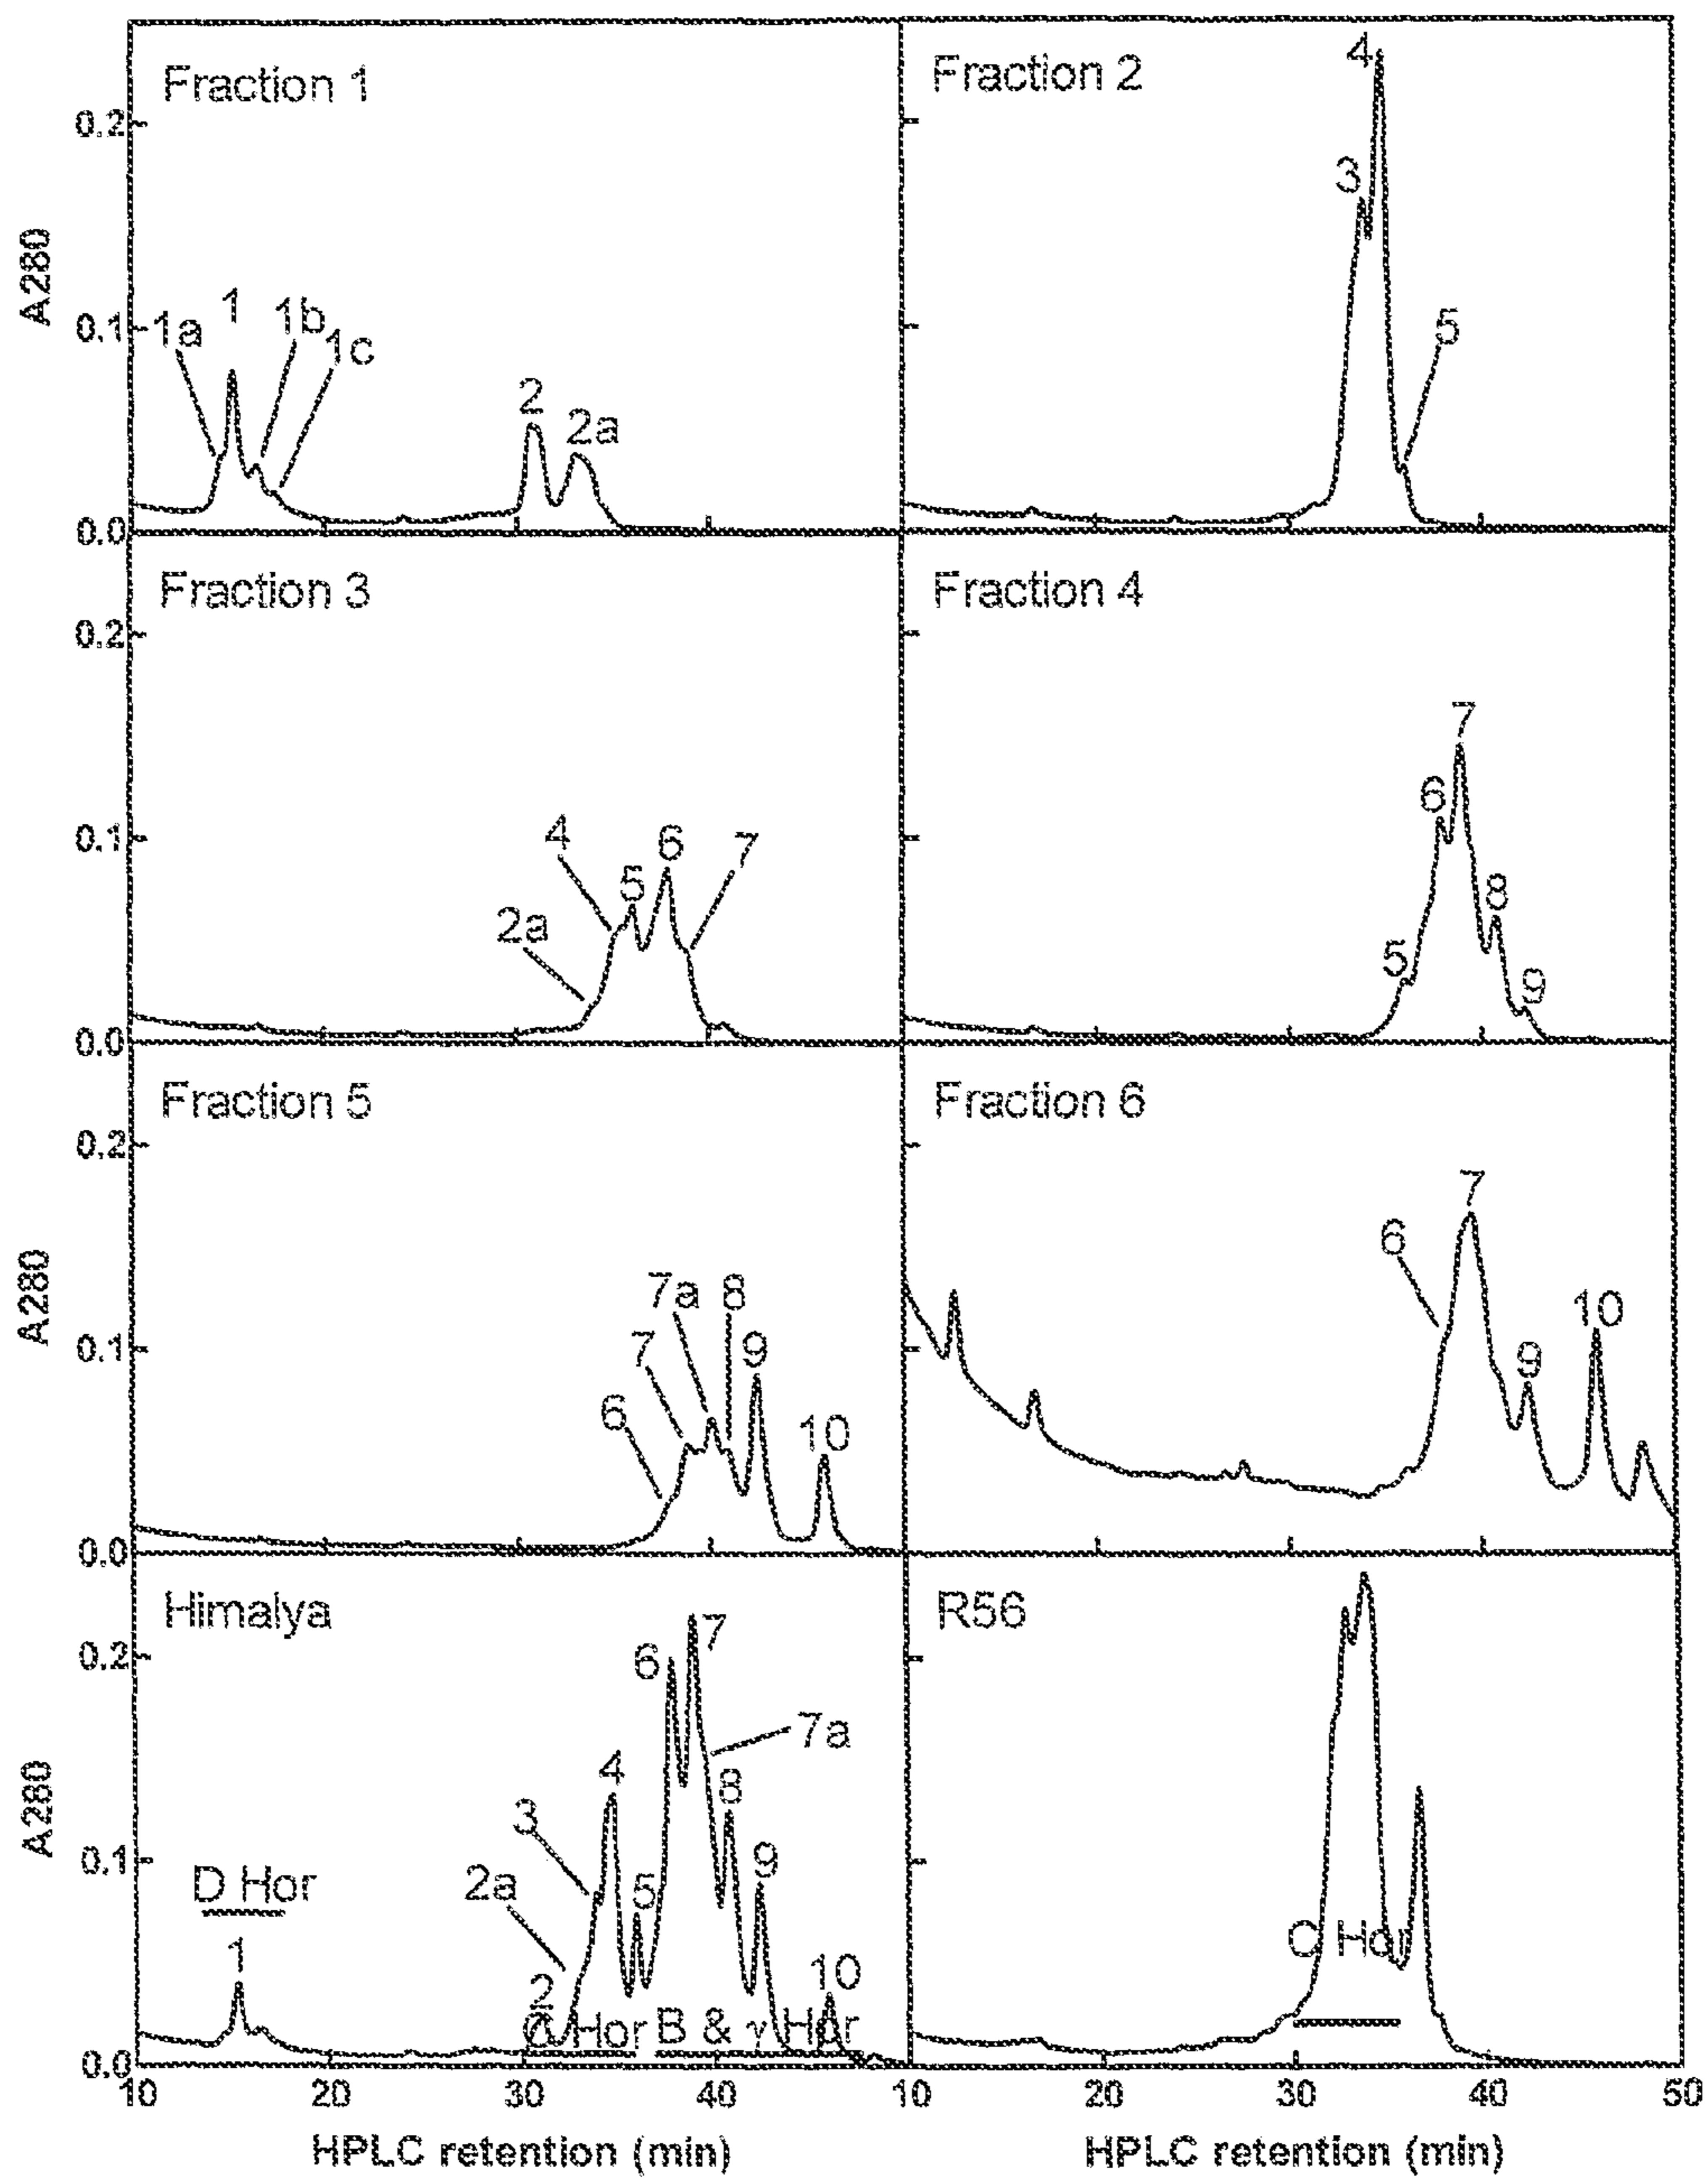 Fraction 1
Fraction 2
A280
0.2
0.1
0.0
1a
1
1b
1c
2
2a
3
4
5
Fraction 3
Fraction 4
0.2
0.1
0.0
2a
4
5
6
7
5
6
7
8
9
Fraction 5
Fraction 6
A280
0.2
0.1
0.0
6
7
7a
8
9
10
6
7
9
10
Himalya
R56
A280
0.2
0.1
0.0
D Hor
1
2
2a
3
4
5
6
7
7a
8
9
10
C Hor
B & γ Hor
C Hor
10 20 30 40 10 20 30 40 50
HPLC retention (min)
HPLC retention (min)